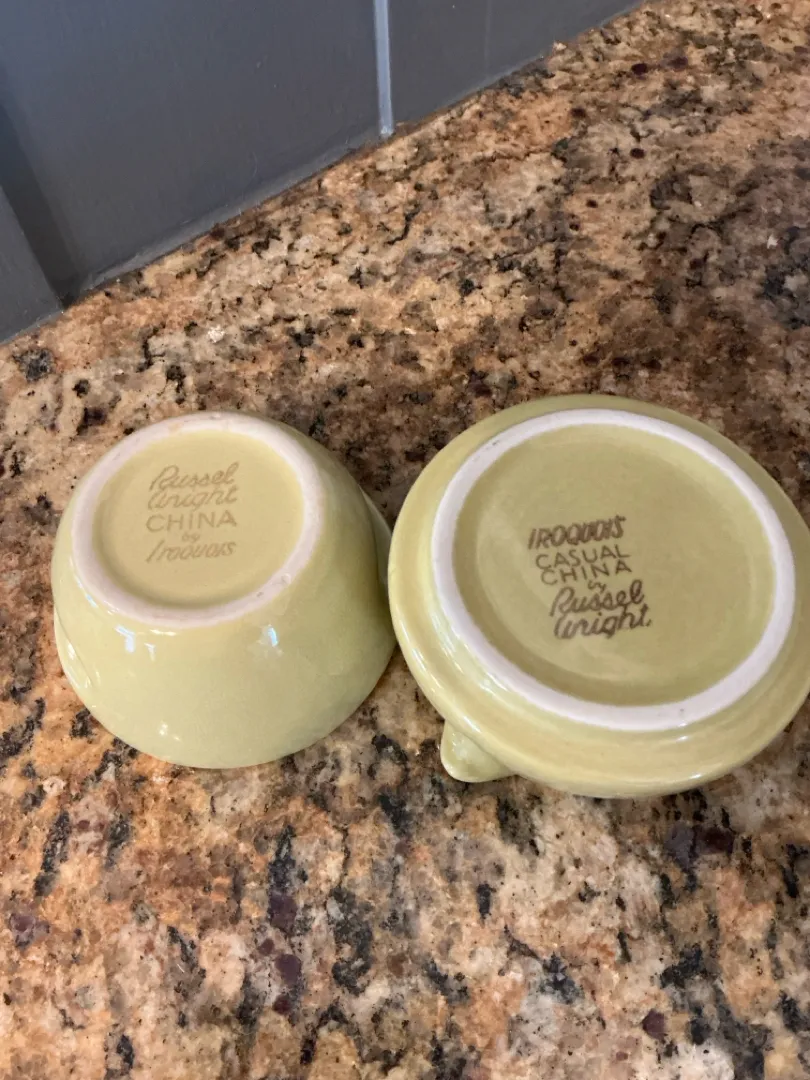 Russel
Wright
CHINA
by
Iroquois
IROQUOIS
CASUAL
CHINA
by
Russel
Wright.